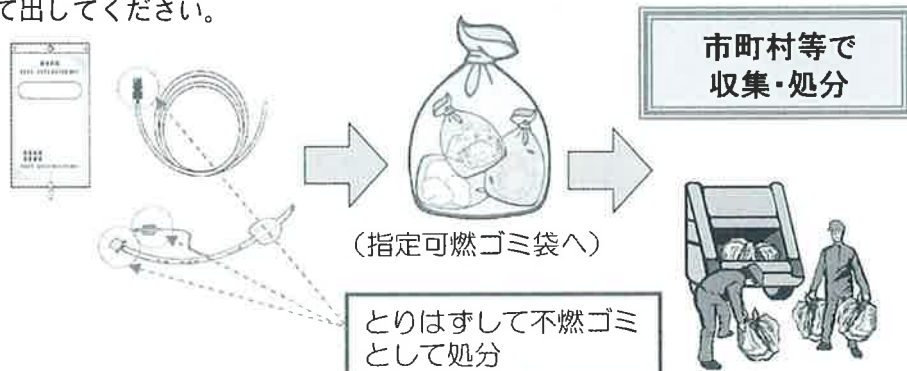 て出してください。
市町村等で
収集・処分
(指定可燃ゴミ袋へ)
とりはずして不燃ゴミ
として処分